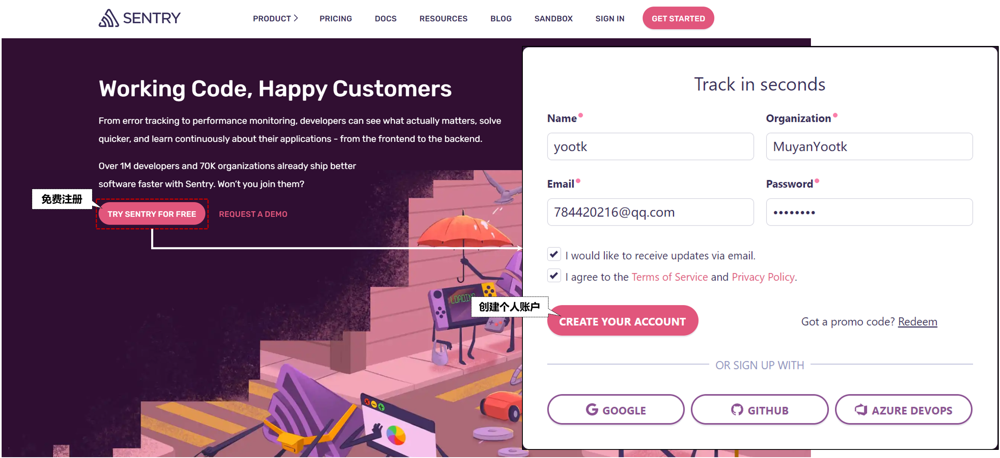 SENTRY
PRODUCT
PRICING
DOCS
RESOURCES
BLOG
SANDBOX
SIGN IN
GET STARTED
Working Code, Happy Customers
From error tracking to performance monitoring, developers can see what actually matters, solve
quicker, and learn continuously about their applications - from the frontend to the backend.
Over 1M developers and 70K organizations already ship better
software faster with Sentry. Won’t you join them?
免费注册
TRY SENTRY FOR FREE
REQUEST A DEMO
LOADING
Track in seconds
Name
Organization
yootk
MuyanYootk
Email
Password
784420216@qq.com
••••••••
I would like to receive updates via email.
I agree to the Terms of Service and Privacy Policy.
创建个人账户
CREATE YOUR ACCOUNT
Got a promo code? Redeem
OR SIGN UP WITH
GOOGLE
GITHUB
AZURE DEVOPS